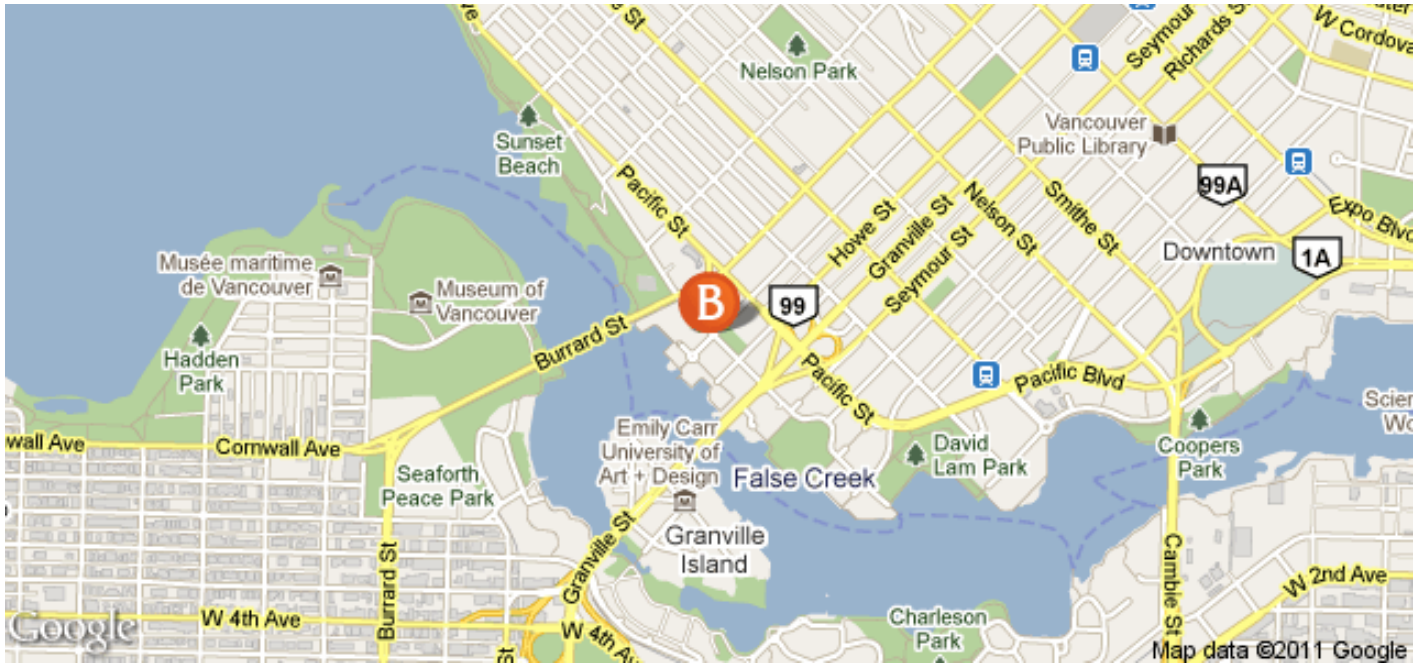 Seymour St
Richards St
W Cordova
Nelson Park
Vancouver
Public Library
Sunset
Beach
Pacific St
Howe St
Granville St
Seymour St
Nelson St
Smithe St
99A
Expo Blvd
Downtown
1A
Musée maritime
de Vancouver
Museum of
Vancouver
B
99
Burrard St
Hadden
Park
Pacific St
Pacific Blvd
Cornwall Ave
Emily Carr
University of
Art + Design
David
Lam Park
Coopers
Park
Seaforth
Peace Park
False Creek
Granville
Island
Granville St
Burrard St
Cambie St
W 2nd Ave
W 4th Ave
W 4th Ave
Charleson
Park
Google
Map data ©2011 Google